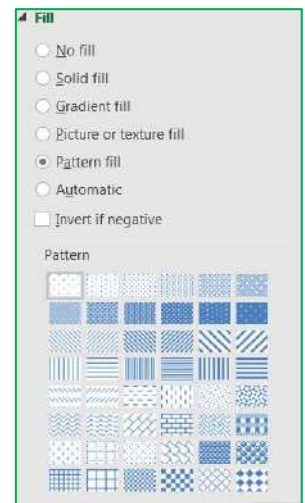 Fill
No fill
Solid fill
Gradient fill
Picture or texture fill
Pattern fill
Automatic
Invert if negative
Pattern